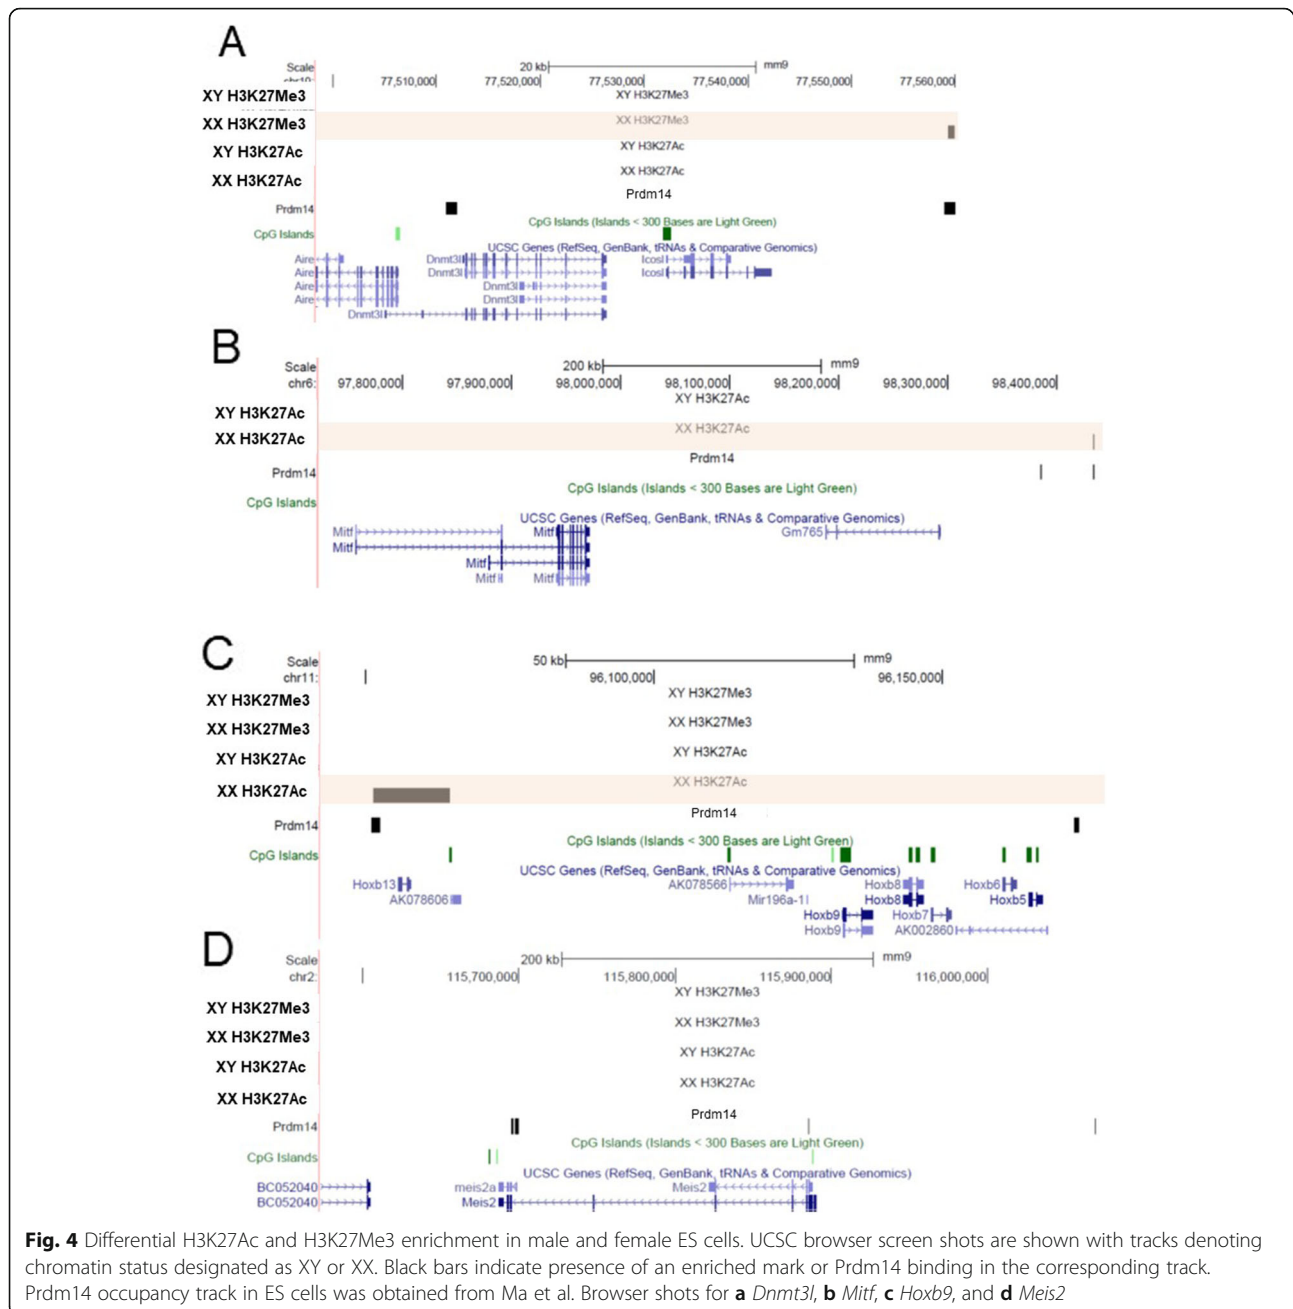 A
Scale 20 kb mm9
77,510,000 77,520,000 77,530,000 77,540,000 77,550,000 77,560,000
XY H3K27Me3 XY H3K27Me3
XX H3K27Me3 XX H3K27Me3
XY H3K27Ac XY H3K27Ac
XX H3K27Ac XX H3K27Ac
Prdm14
Prdm14
CpG Islands (Islands < 300 Bases are Light Green)
CpG Islands
UCSC Genes (RefSeq, GenBank, tRNAs & Comparative Genomics)
Aire Dnmt3l Icosl
Aire Dnmt3l Icosl
Aire Dnmt3l
Aire Dnmt3l
Dnmt3l
B
Scale 200 kb mm9
chr6: 97,800,000 97,900,000 98,000,000 98,100,000 98,200,000 98,300,000 98,400,000
XY H3K27Ac
XY H3K27Ac
XX H3K27Ac
XX H3K27Ac
Prdm14
Prdm14
CpG Islands (Islands < 300 Bases are Light Green)
CpG Islands
UCSC Genes (RefSeq, GenBank, tRNAs & Comparative Genomics)
Mitf Mitf Gm765
Mitf
Mitf
Mitf Mitf
C
Scale 50 kb mm9
chr11: 96,100,000 96,150,000
XY H3K27Me3
XY H3K27Me3
XX H3K27Me3
XX H3K27Me3
XY H3K27Ac
XY H3K27Ac
XX H3K27Ac
XX H3K27Ac
Prdm14
Prdm14
CpG Islands (Islands < 300 Bases are Light Green)
CpG Islands
UCSC Genes (RefSeq, GenBank, tRNAs & Comparative Genomics)
Hoxb13 AK078566 Hoxb8 Hoxb6
AK078606 Mir196a-1 Hoxb8 Hoxb5
Hoxb9 Hoxb7
Hoxb9 AK002860
D
Scale 200 kb mm9
chr2: 115,700,000 115,800,000 115,900,000 116,000,000
XY H3K27Me3
XY H3K27Me3
XX H3K27Me3
XX H3K27Me3
XY H3K27Ac
XY H3K27Ac
XX H3K27Ac
XX H3K27Ac
Prdm14
Prdm14
CpG Islands (Islands < 300 Bases are Light Green)
CpG Islands
UCSC Genes (RefSeq, GenBank, tRNAs & Comparative Genomics)
BC052040 meis2a Meis2
BC052040 Meis2
Fig. 4 Differential H3K27Ac and H3K27Me3 enrichment in male and female ES cells. UCSC browser screen shots are shown with tracks denoting
chromatin status designated as XY or XX. Black bars indicate presence of an enriched mark or Prdm14 binding in the corresponding track.
Prdm14 occupancy track in ES cells was obtained from Ma et al. Browser shots for a Dnmt3l, b Mitf, c Hoxb9, and d Meis2